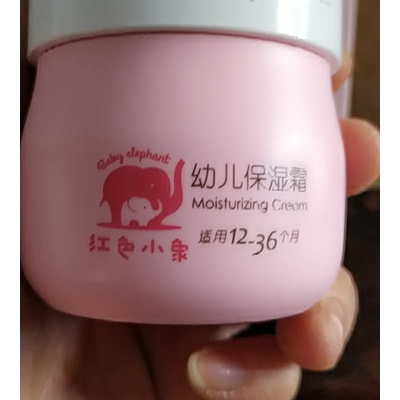 Baby elephant
红色小象
幼儿保湿霜
Moisturizing Cream
适用12-36个月